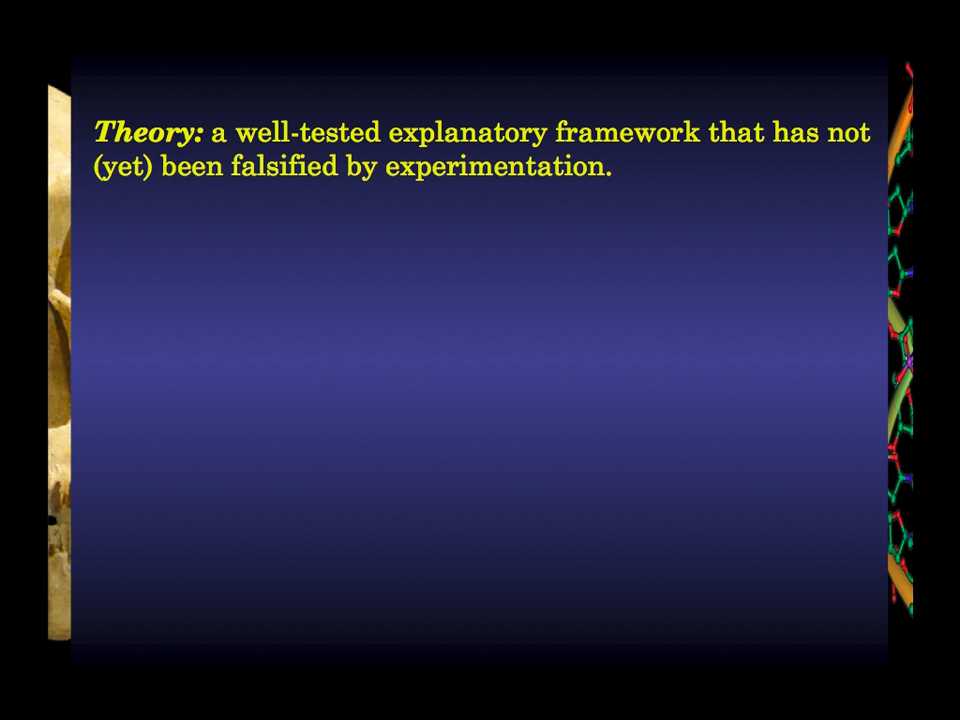 Theory: a well-tested explanatory framework that has not
(yet) been falsified by experimentation.